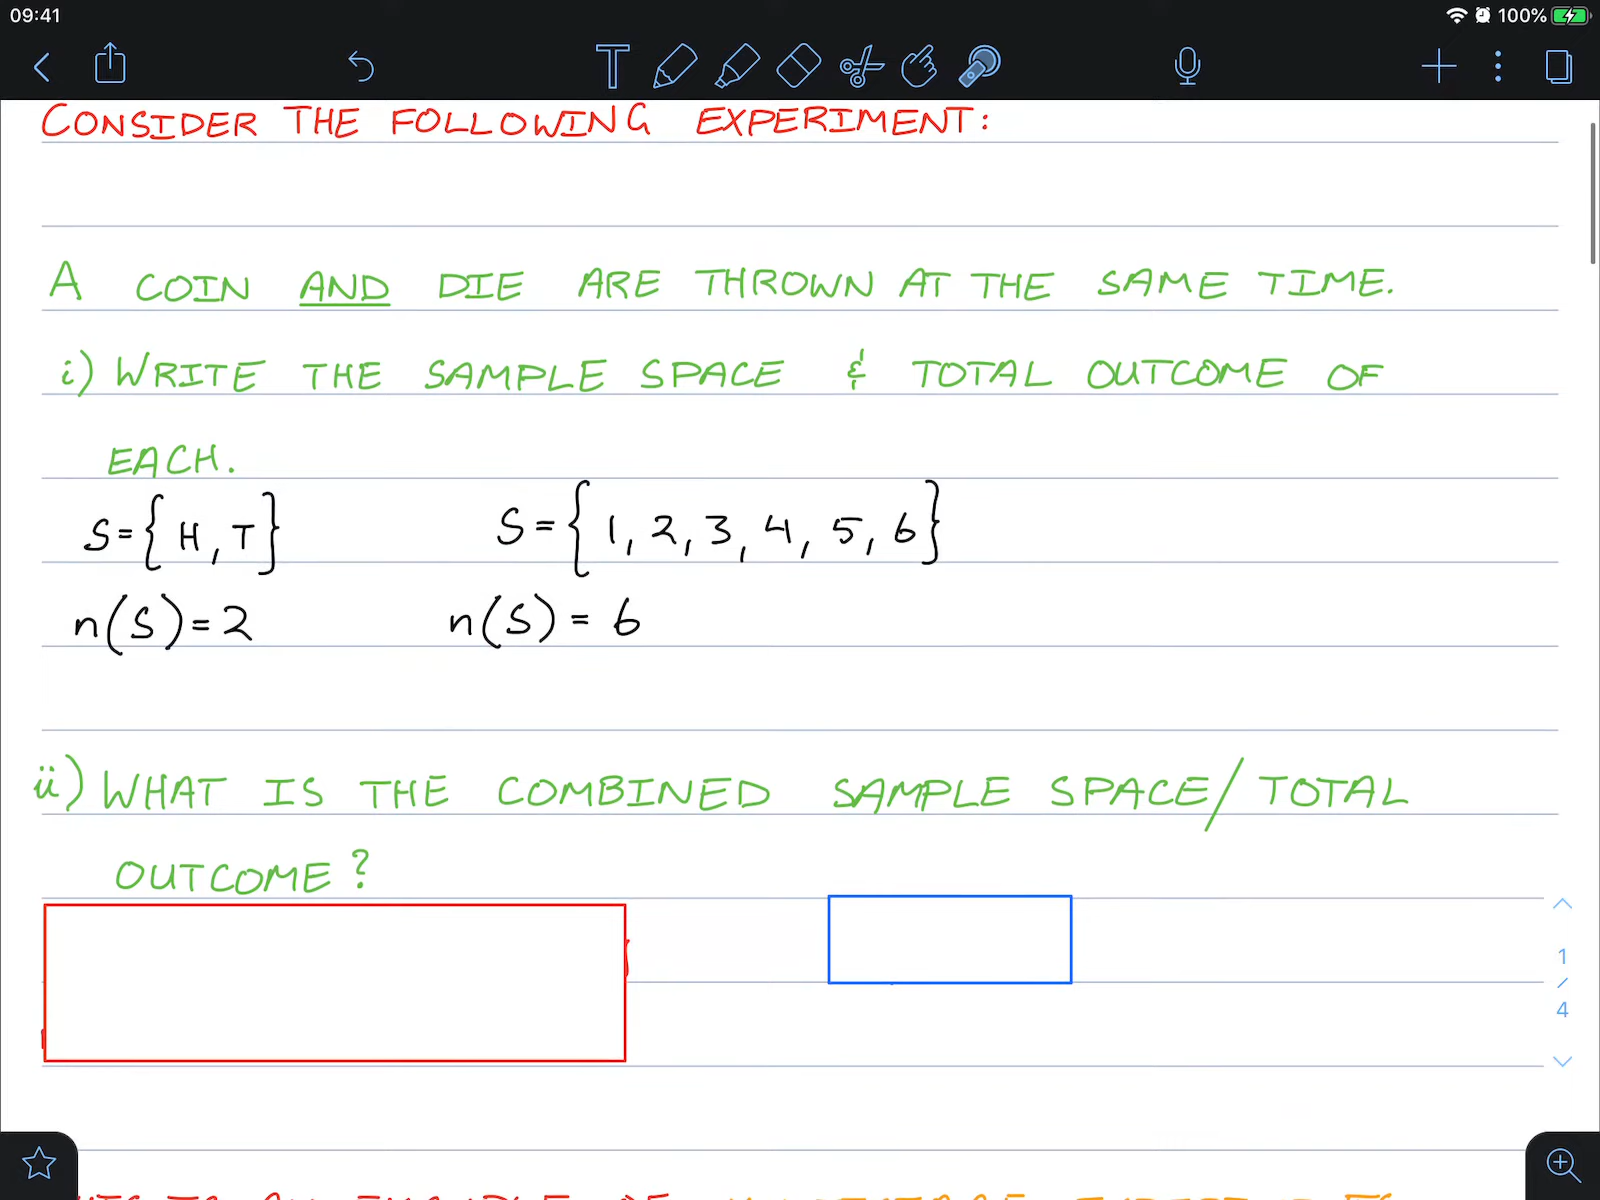 09:41
100%
CONSIDER THE FOLLOWING EXPERIMENT:
A COIN AND DIE ARE THROWN AT THE SAME TIME.
i) WRITE THE SAMPLE SPACE & TOTAL OUTCOME OF
EACH.
S={H,T} S={1,2,3,4,5,6}
n(S)=2 n(S)=6
ii) WHAT IS THE COMBINED SAMPLE SPACE/TOTAL
OUTCOME?
1/4